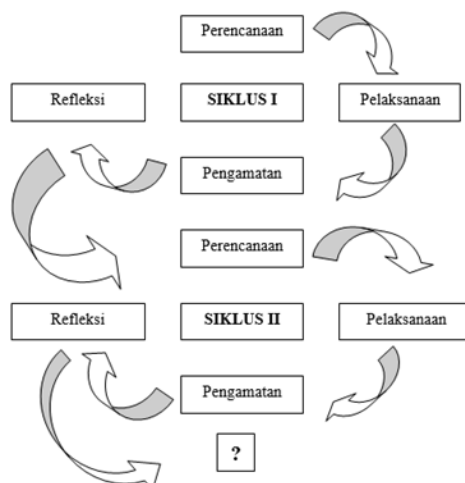 Perencanaan
Refleksi
SIKLUS I
Pelaksanaan
Pengamatan
Perencanaan
Refleksi
SIKLUS II
Pelaksanaan
Pengamatan
?